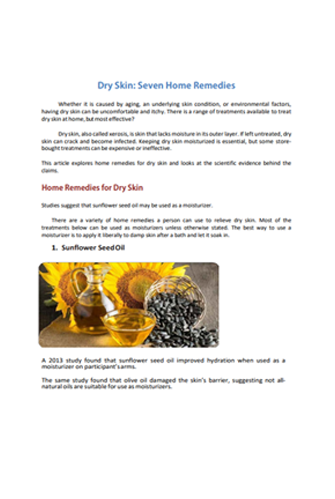 Dry Skin: Seven Home Remedies
Whether it is caused by aging, an underlying skin condition, or environmental factors,
having dry skin can be uncomfortable and itchy. There is a range of treatments available to treat
dry skin at home, but most effective?
Dry skin, also called xerosis, is skin that lacks moisture in its outer layer. If left untreated, dry
skin can crack and become infected. Keeping dry skin moisturized is essential, but some store-
bought treatments can be expensive or ineffective.
This article explores home remedies for dry skin and looks at the scientific evidence behind the
claims.
Home Remedies for Dry Skin
Studies suggest that sunflower seed oil may be used as a moisturizer.
There are a variety of home remedies a person can use to relieve dry skin. Most of the
treatments below can be used as moisturizers unless otherwise stated. The best way to use a
moisturizer is to apply it liberally to damp skin after a bath and let it soak in.
1. Sunflower Seed Oil
A 2013 study found that sunflower seed oil improved hydration when used as a
moisturizer on participant's arms.
The same study found that olive oil damaged the skin's barrier, suggesting not all-
natural oils are suitable for use as moisturizers.